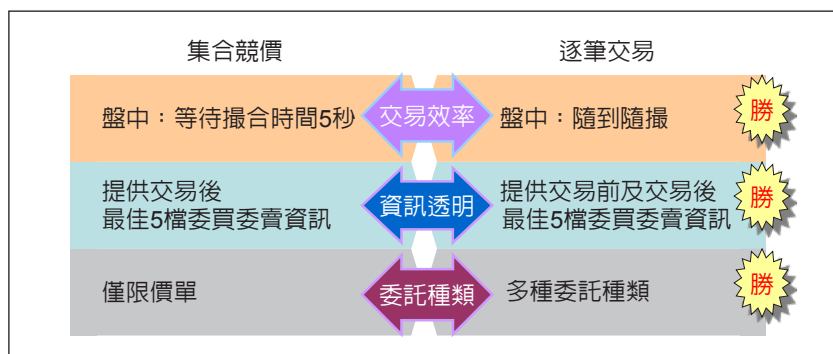 集合競價
逐筆交易
盤中：等待撮合時間5秒
交易效率
盤中：隨到隨撮
勝
提供交易後
最佳5檔委買委賣資訊
資訊透明
提供交易前及交易後
最佳5檔委買委賣資訊
勝
僅限價單
委託種類
多種委託種類
勝